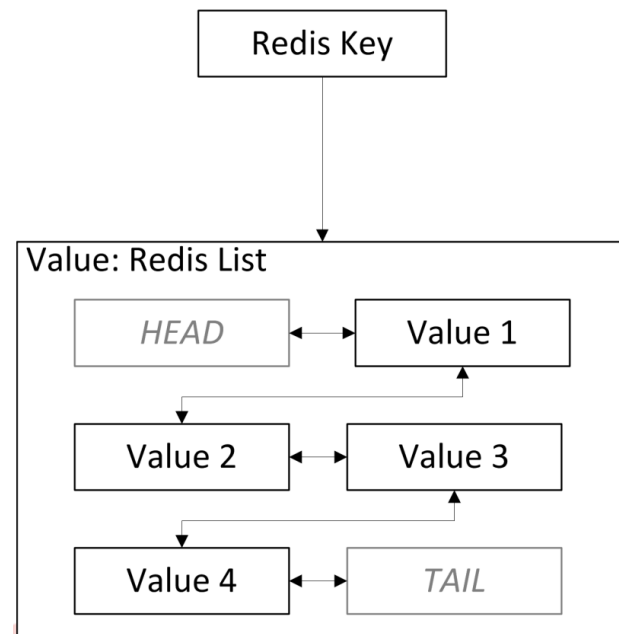 Redis Key
Value: Redis List
HEAD
Value 1
Value 2
Value 3
Value 4
TAIL